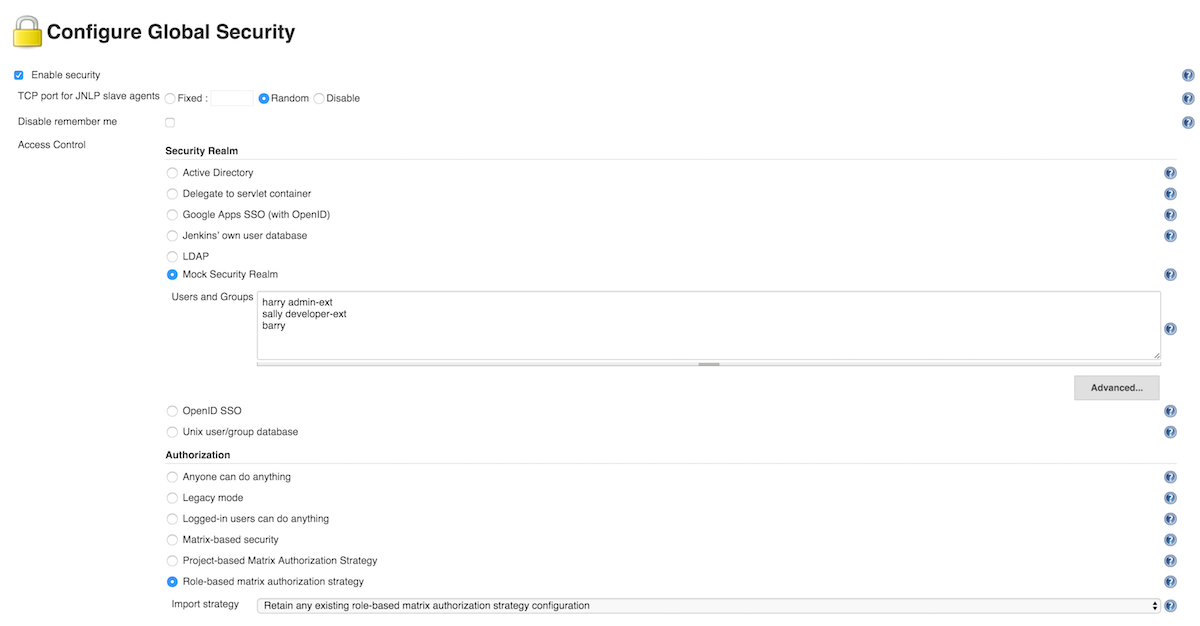 Configure Global Security
Enable security
TCP port for JNLP slave agents Fixed : Random Disable
Disable remember me
Access Control
Security Realm
Active Directory
Delegate to servlet container
Google Apps SSO (with OpenID)
Jenkins' own user database
LDAP
Mock Security Realm
Users and Groups
harry admin-ext
sally developer-ext
barry
Advanced...
OpenID SSO
Unix user/group database
Authorization
Anyone can do anything
Legacy mode
Logged-in users can do anything
Matrix-based security
Project-based Matrix Authorization Strategy
Role-based matrix authorization strategy
Import strategy Retain any existing role-based matrix authorization strategy configuration